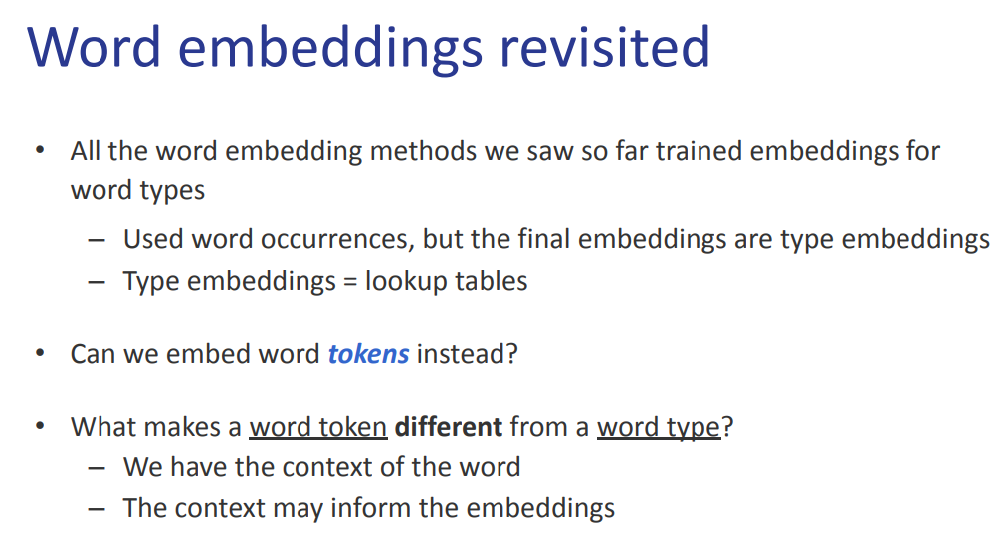 Word embeddings revisited
• All the word embedding methods we saw so far trained embeddings for
word types
– Used word occurrences, but the final embeddings are type embeddings
– Type embeddings = lookup tables
• Can we embed word tokens instead?
• What makes a word token different from a word type?
– We have the context of the word
– The context may inform the embeddings